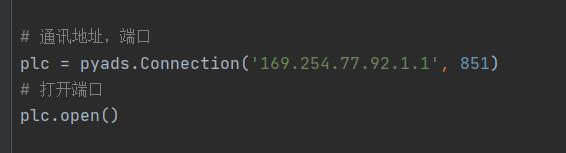 # 通讯地址，端口
plc = pyads.Connection('169.254.77.92.1.1', 851)
# 打开端口
plc.open()